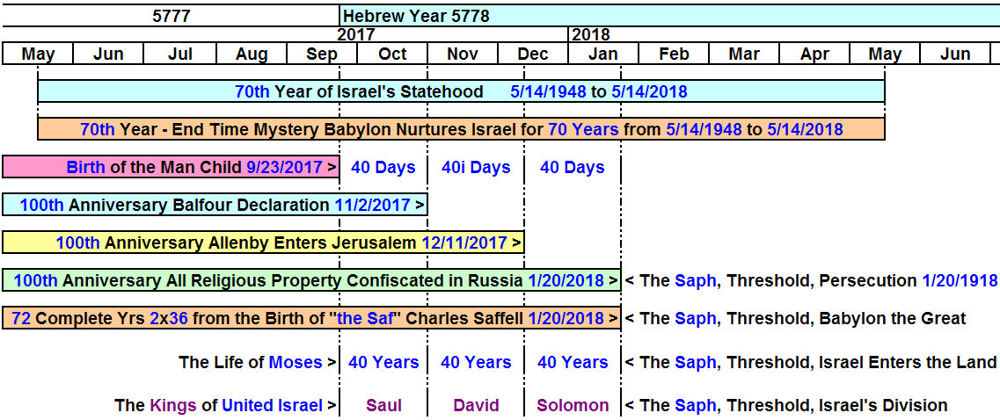 5777 Hebrew Year 5778
2017 2018
May Jun Jul Aug Sep Oct Nov Dec Jan Feb Mar Apr May Jun
70th Year of Israel's Statehood 5/14/1948 to 5/14/2018
70th Year - End Time Mystery Babylon Nurtures Israel for 70 Years from 5/14/1948 to 5/14/2018
Birth of the Man Child 9/23/2017 > 40 Days 40i Days 40 Days
100th Anniversary Balfour Declaration 11/2/2017 >
100th Anniversary Allenby Enters Jerusalem 12/11/2017 >
100th Anniversary All Religious Property Confiscated in Russia 1/20/2018 > < The Saph, Threshold, Persecution 1/20/1918
72 Complete Yrs 2x36 from the Birth of "the Saf" Charles Saffell 1/20/2018 > < The Saph, Threshold, Babylon the Great
The Life of Moses > 40 Years 40 Years 40 Years < The Saph, Threshold, Israel Enters the Land
The Kings of United Israel > Saul David Solomon < The Saph, Threshold, Israel's Division